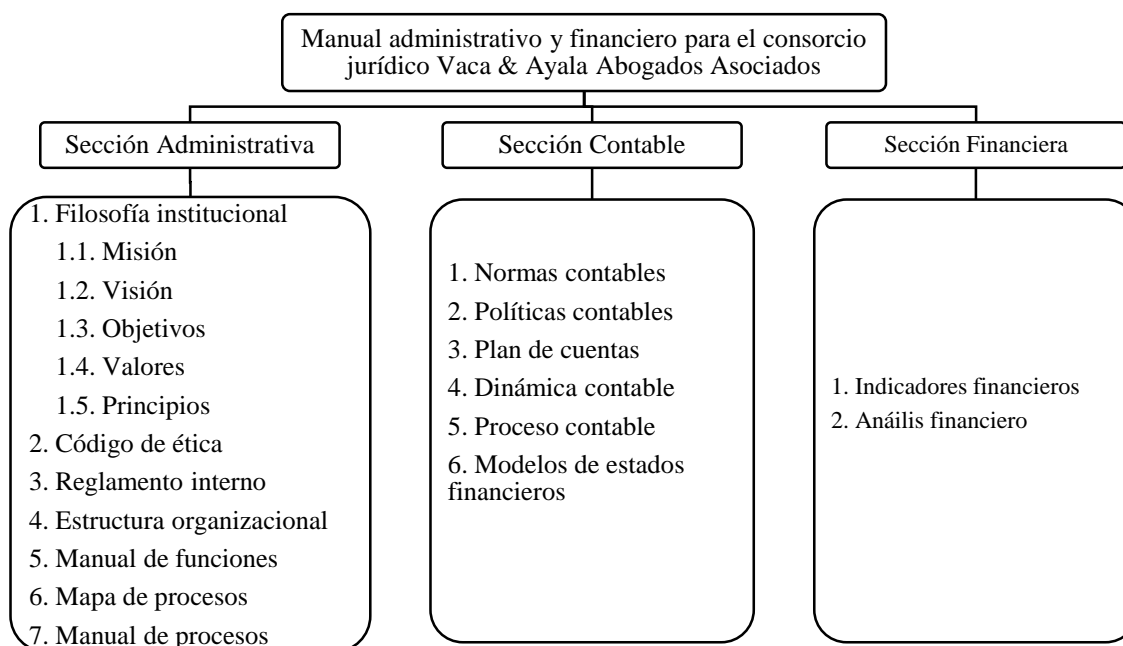 Manual administrativo y financiero para el consorcio
jurídico Vaca & Ayala Abogados Asociados
Sección Administrativa
1. Filosofía institucional
1.1. Misión
1.2. Visión
1.3. Objetivos
1.4. Valores
1.5. Principios
2. Código de ética
3. Reglamento interno
4. Estructura organizacional
5. Manual de funciones
6. Mapa de procesos
7. Manual de procesos
Sección Contable
1. Normas contables
2. Políticas contables
3. Plan de cuentas
4. Dinámica contable
5. Proceso contable
6. Modelos de estados
financieros
Sección Financiera
1. Indicadores financieros
2. Anáilis financiero